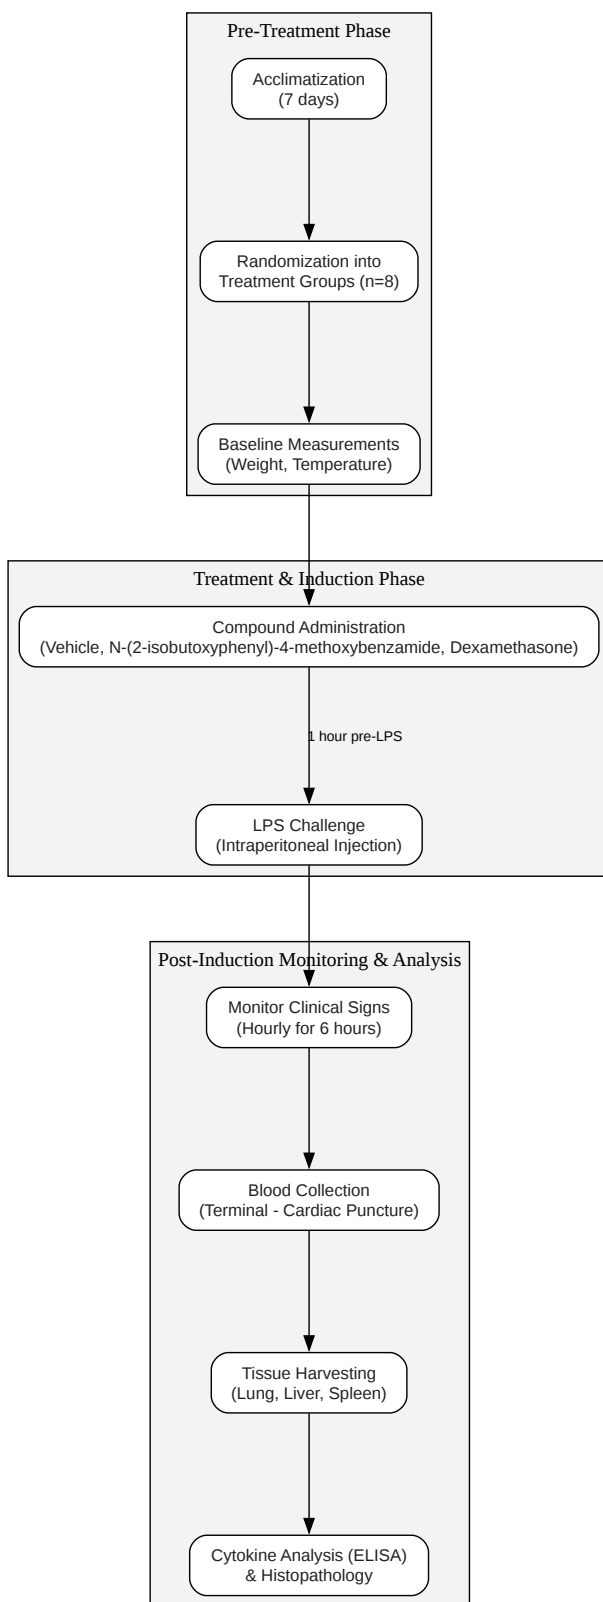 Pre-Treatment Phase
Acclimatization
(7 days)
Randomization into
Treatment Groups (n=8)
Baseline Measurements
(Weight, Temperature)
Treatment & Induction Phase
Compound Administration
(Vehicle, N-(2-isobutoxyphenyl)-4-methoxybenzamide, Dexamethasone)
1 hour pre-LPS
LPS Challenge
(Intraperitoneal Injection)
Post-Induction Monitoring & Analysis
Monitor Clinical Signs
(Hourly for 6 hours)
Blood Collection
(Terminal - Cardiac Puncture)
Tissue Harvesting
(Lung, Liver, Spleen)
Cytokine Analysis (ELISA)
& Histopathology